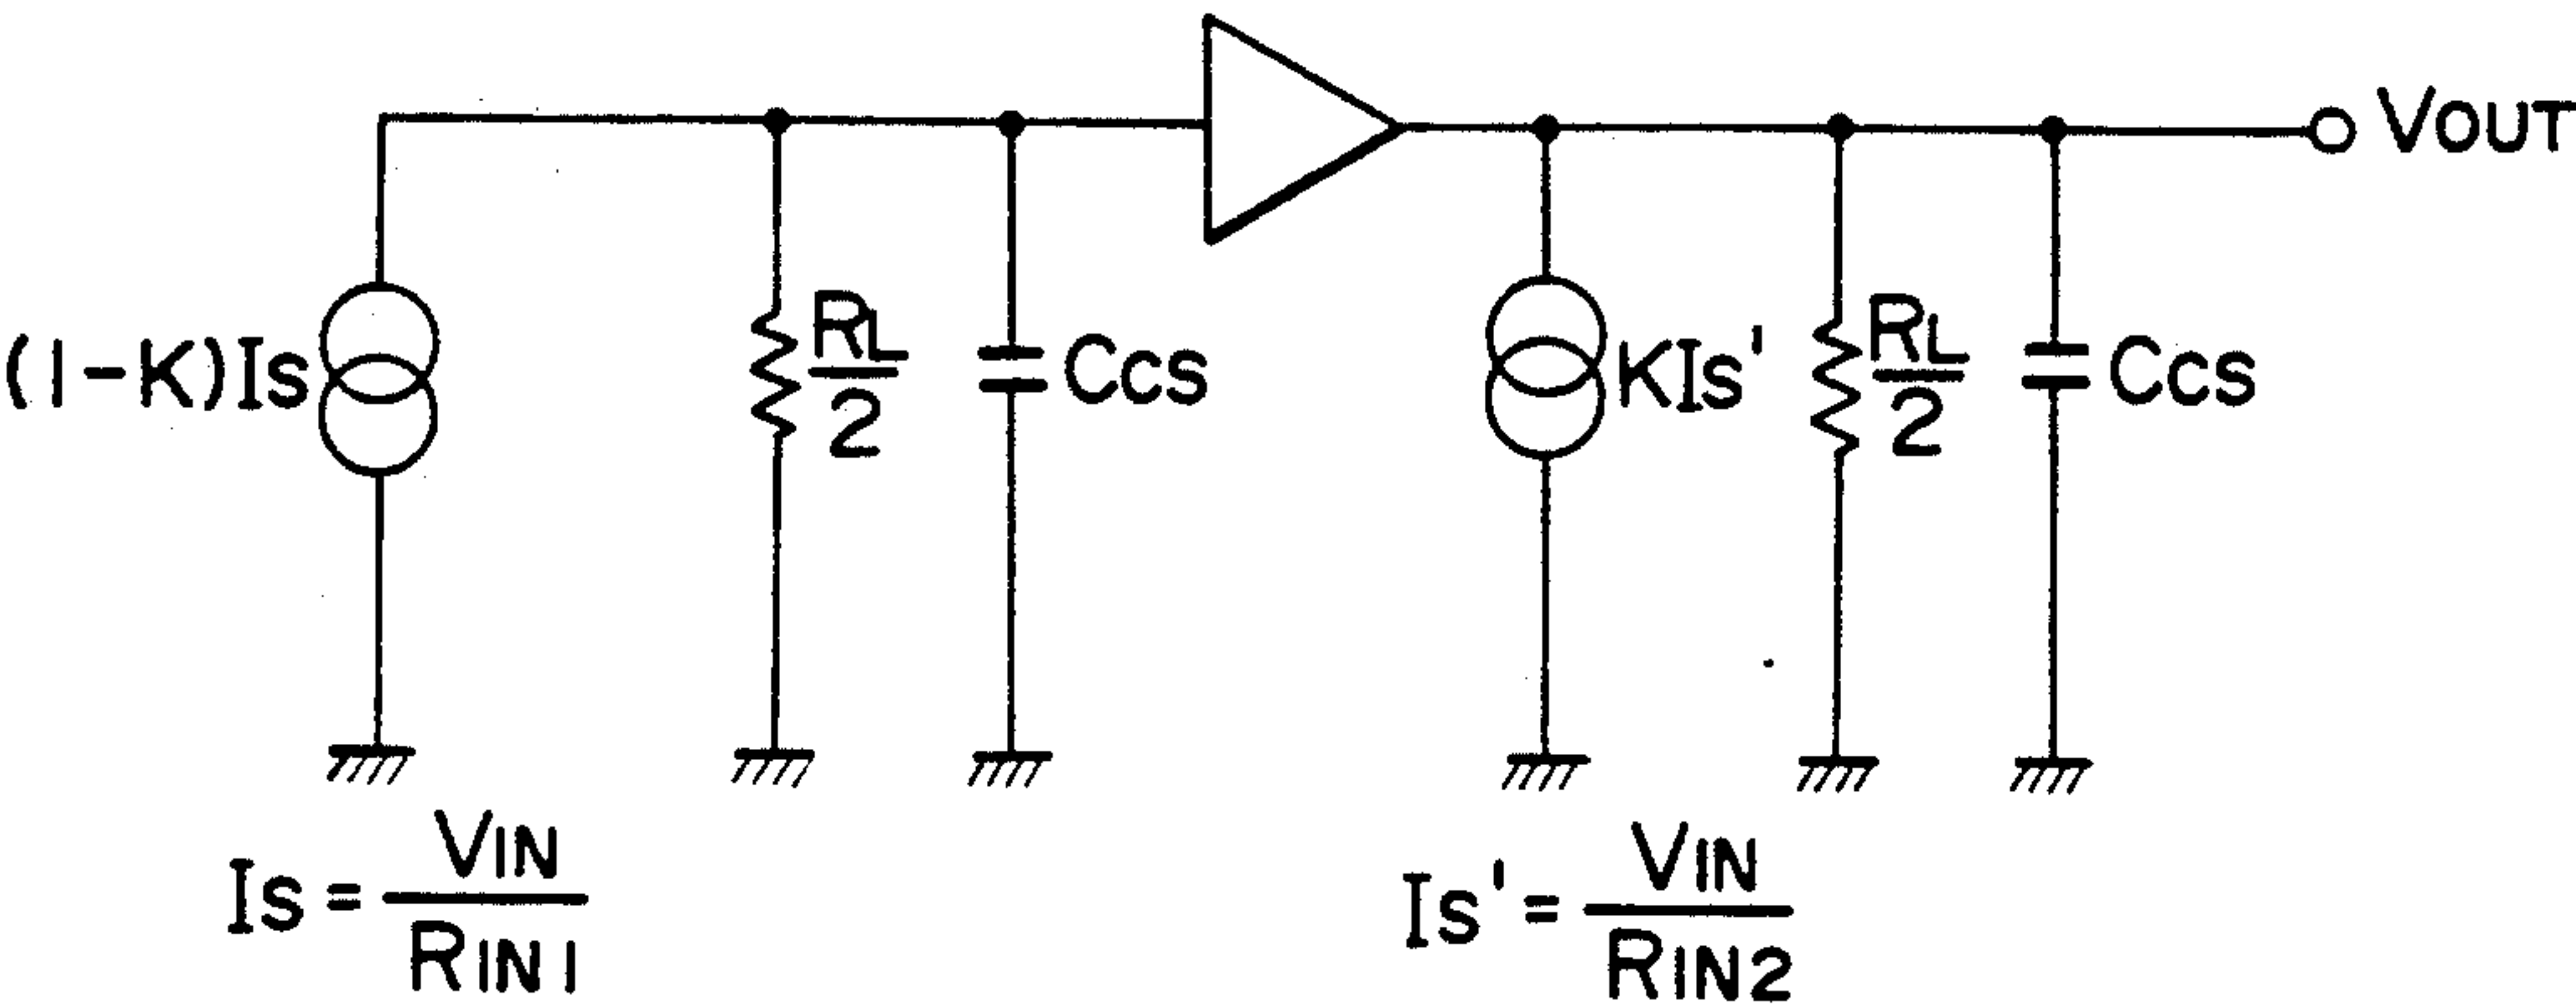 VOUT
(1-K)Is
RL/2
Ccs
KIs'
RL/2
Ccs
Is = VIN/RIN1
Is' = VIN/RIN2